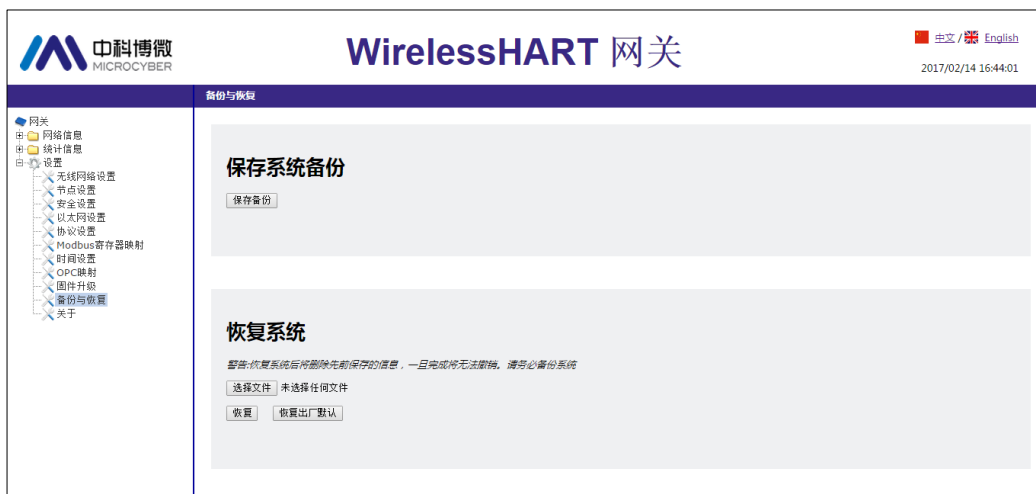 中科博微
MICROCYBER
WirelessHART 网关
中文 / English
2017/02/14 16:44:01
备份与恢复
网关
网络信息
统计信息
设置
无线网络设置
节点设置
安全设置
以太网设置
协议设置
Modbus寄存器映射
时间设置
OPC映射
固件升级
备份与恢复
关于
保存系统备份
保存备份
恢复系统
警告:恢复系统后将删除先前保存的信息，一旦完成将无法撤销。请务必备份系统
选择文件 未选择任何文件
恢复 恢复出厂默认